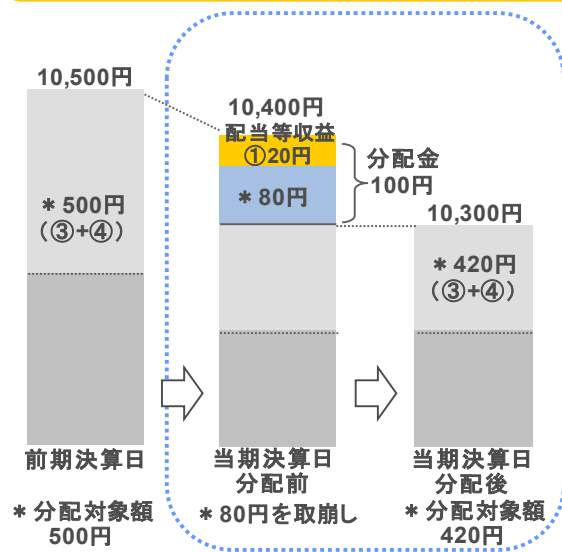 10,500円
＊500円
（③+④）
前期決算日
＊分配対象額
500円
10,400円
配当等収益
①20円
＊80円
分配金
100円
当期決算日
分配前
＊80円を取崩し
10,300円
＊420円
（③+④）
当期決算日
分配後
＊分配対象額
420円